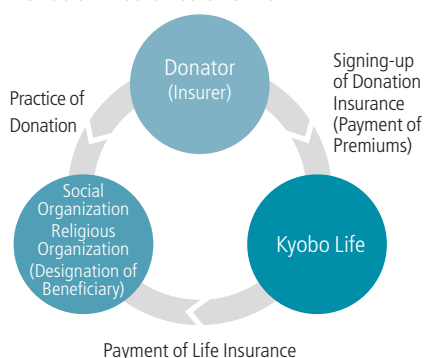 Donator
(Insurer)
Signing-up
of Donation
Insurance
(Payment of
Premiums)
Practice of
Donation
Social
Organization
Religious
Organization
(Designation of
Beneficiary)
Kyobo Life
Payment of Life Insurance